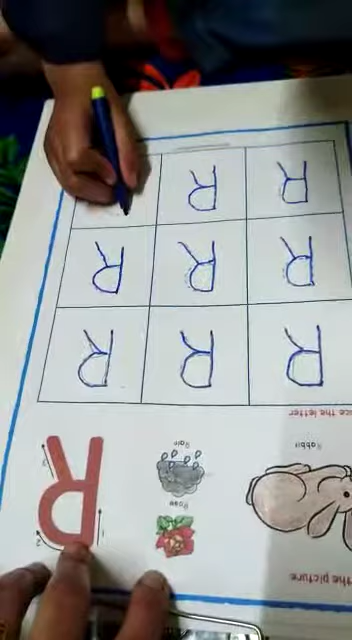 the picture
Rose
R
Rabbit
Rain
the letter
R R R
R R R
R R